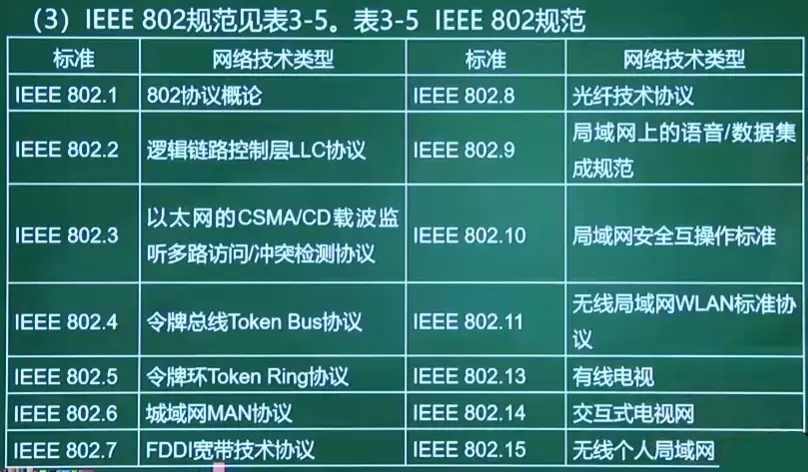 （3）IEEE 802规范见表3-5。表3-5 IEEE 802规范
标准 网络技术类型 标准 网络技术类型
IEEE 802.1 802协议概论 IEEE 802.8 光纤技术协议
IEEE 802.2 逻辑链路控制层LLC协议 IEEE 802.9 局域网上的语音/数据集
成规范
IEEE 802.3 以太网的CSMA/CD载波监 IEEE 802.10 局域网安全互操作标准
听多路访问/冲突检测协议
IEEE 802.4 令牌总线Token Bus协议 IEEE 802.11 无线局域网WLAN标准协
议
IEEE 802.5 令牌环Token Ring协议 IEEE 802.13 有线电视
IEEE 802.6 城域网MAN协议 IEEE 802.14 交互式电视网
IEEE 802.7 FDDI宽带技术协议 IEEE 802.15 无线个人局域网